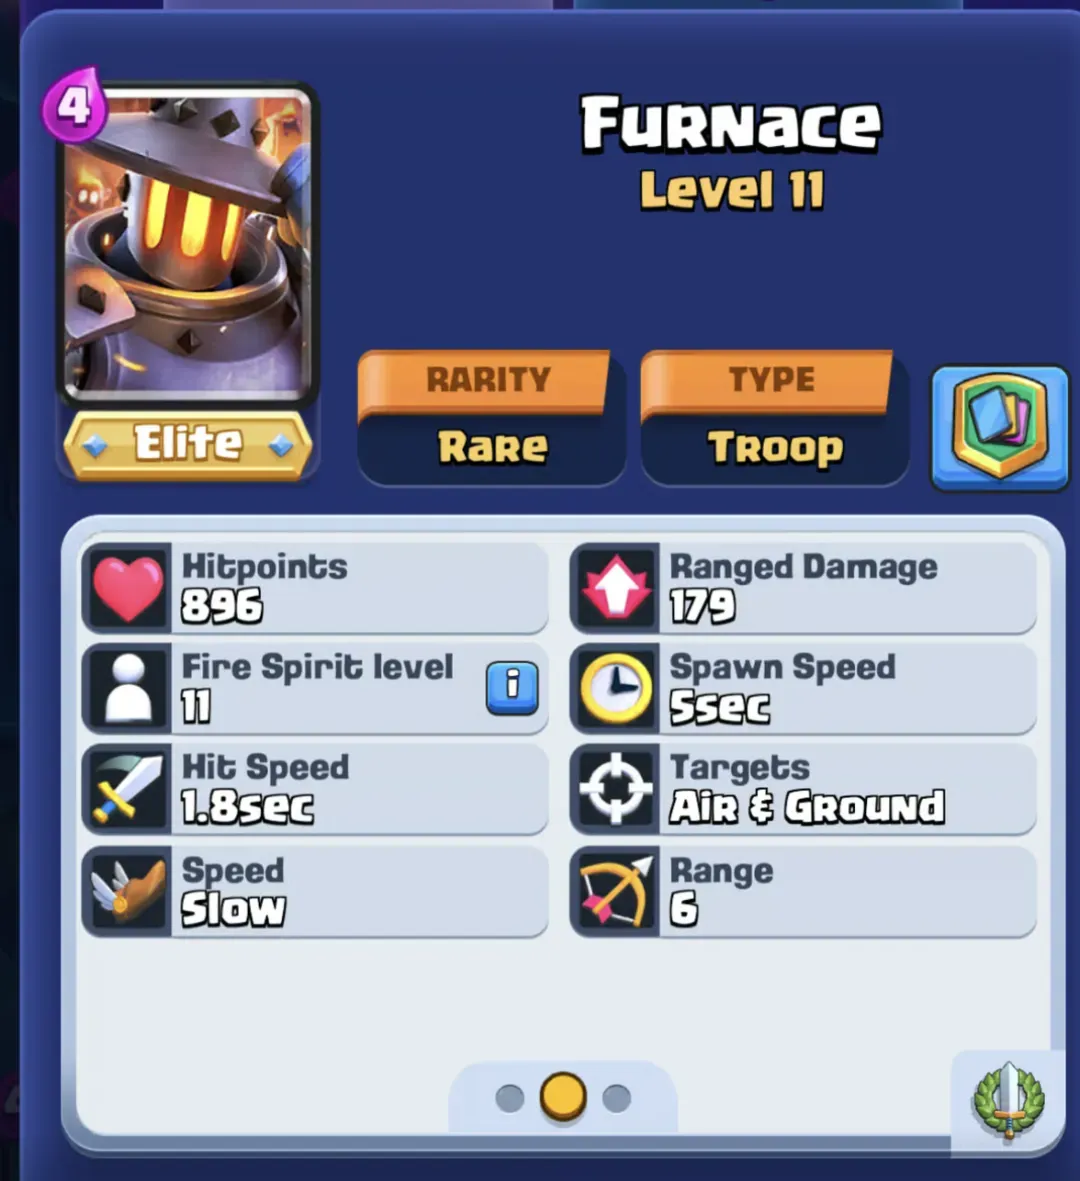 4
Furnace
Level 11
Elite
RARITY
Rare
TYPE
Troop
Hitpoints
896
Ranged Damage
179
Fire Spirit level
11
i
Spawn Speed
5sec
Hit Speed
1.8sec
Targets
Air & Ground
Speed
Slow
Range
6